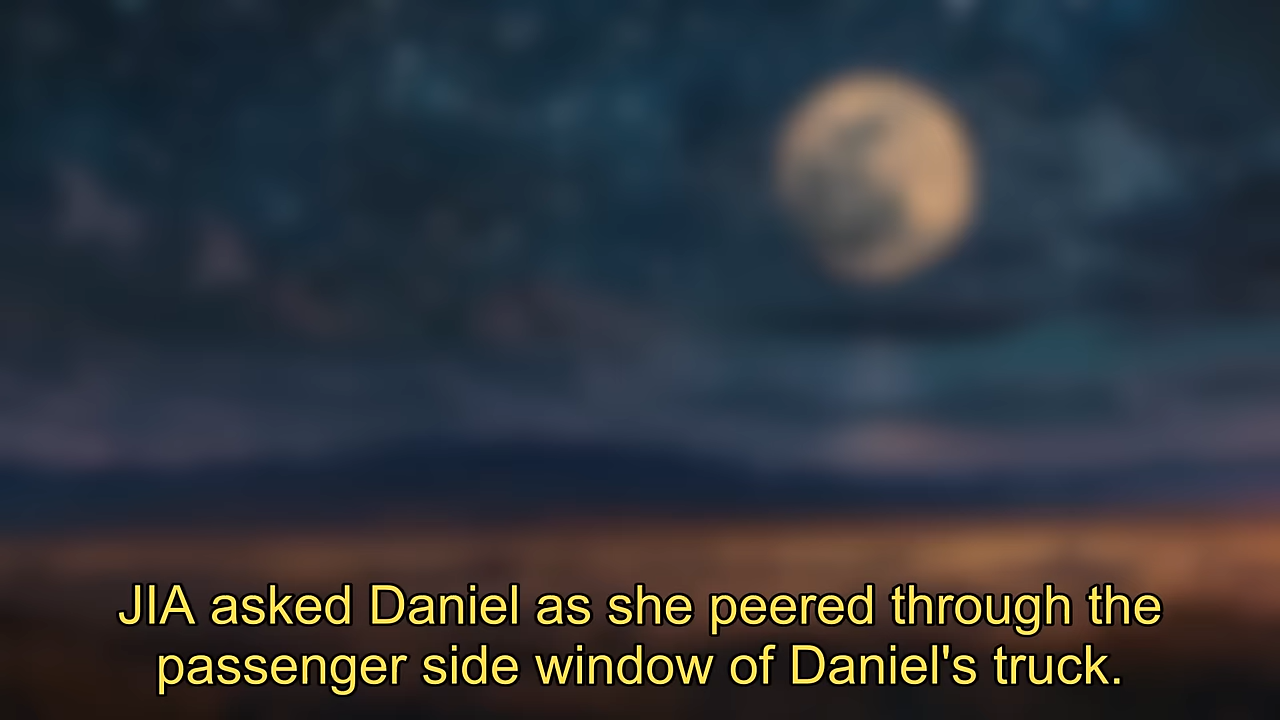 JIA asked Daniel as she peered through the
passenger side window of Daniel's truck.